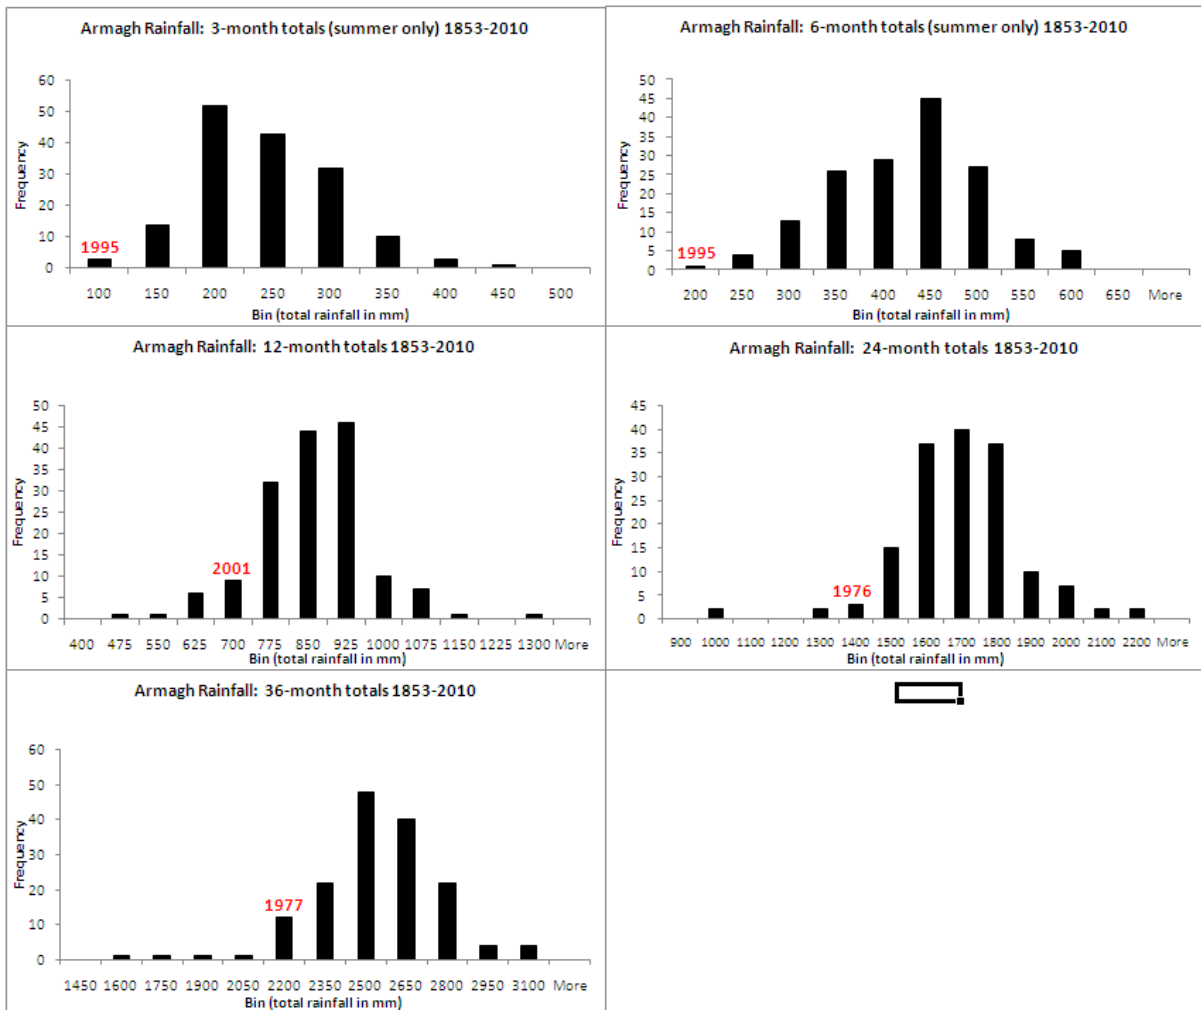 Armagh Rainfall: 3-month totals (summer only) 1853-2010
60
50
40
30
20
10
0
Frequency
1995
100 150 200 250 300 350 400 450 500
Bin (total rainfall in mm)
Armagh Rainfall: 6-month totals (summer only) 1853-2010
50
45
40
35
30
25
20
15
10
5
0
Frequency
1995
200 250 300 350 400 450 500 550 600 650 More
Bin (total rainfall in mm)
Armagh Rainfall: 12-month totals 1853-2010
50
45
40
35
30
25
20
15
10
5
0
Frequency
2001
400 475 550 625 700 775 850 925 1000 1075 1150 1225 1300 More
Bin (total rainfall in mm)
Armagh Rainfall: 24-month totals 1853-2010
45
40
35
30
25
20
15
10
5
0
Frequency
1976
900 1000 1100 1200 1300 1400 1500 1600 1700 1800 1900 2000 2100 2200 More
Bin (total rainfall in mm)
Armagh Rainfall: 36-month totals 1853-2010
60
50
40
30
20
10
0
Frequency
1977
1450 1600 1750 1900 2050 2200 2350 2500 2650 2800 2950 3100 More
Bin (total rainfall in mm)